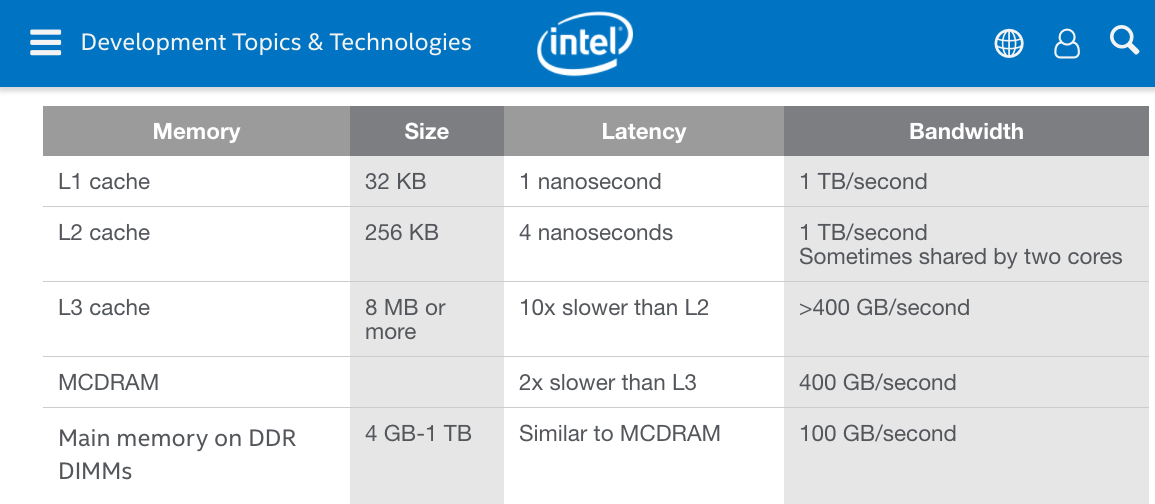 Development Topics & Technologies
intel
Memory Size Latency Bandwidth
L1 cache 32 KB 1 nanosecond 1 TB/second
L2 cache 256 KB 4 nanoseconds 1 TB/second
Sometimes shared by two cores
L3 cache 8 MB or 10x slower than L2 >400 GB/second
more
MCDRAM 2x slower than L3 400 GB/second
Main memory on DDR 4 GB-1 TB Similar to MCDRAM 100 GB/second
DIMMs